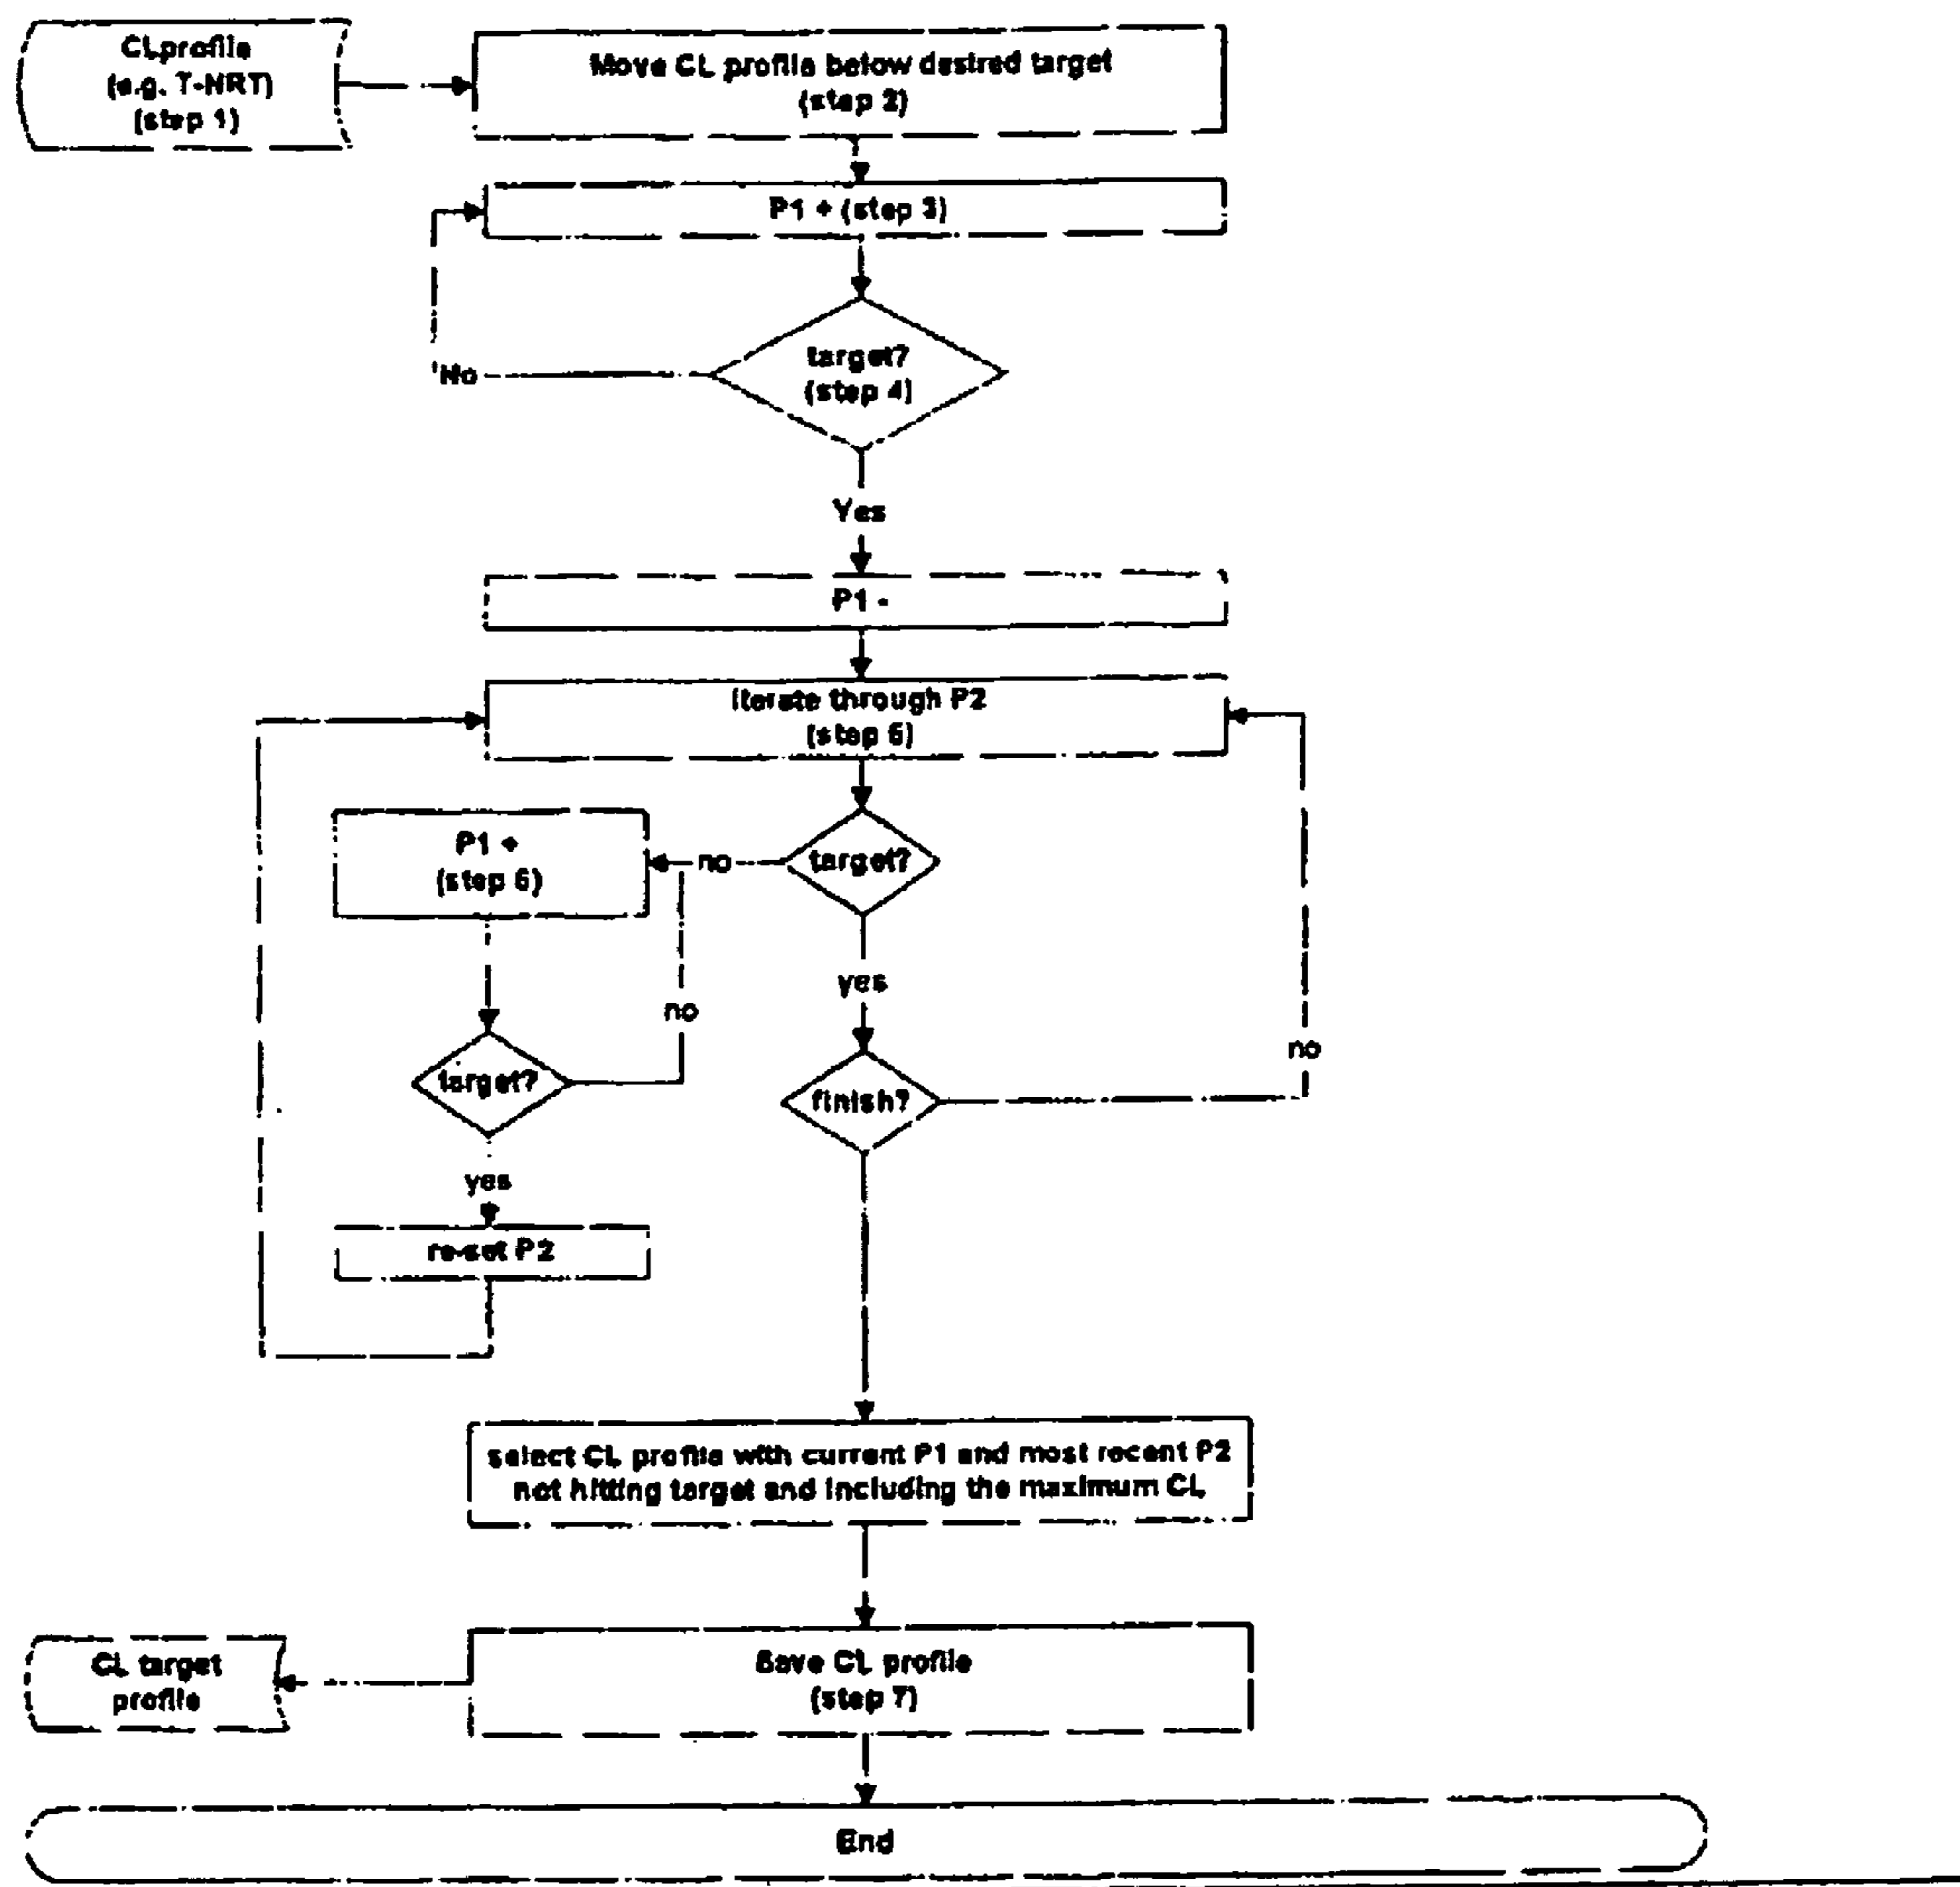 CLprofile
(e.g. T-NRT)
(step 1)
Move CL profile below desired target
(step 2)
P1 + (step 3)
target?
(step 4)
No
Yes
P1 -
Iterate through P2
(step 5)
target?
no
P1 +
(step 6)
yes
no
target?
finish?
no
yes
re-set P2
select CL profile with current P1 and most recent P2
not hitting target and including the maximum CL
Save CL profile
(step 7)
CL target
profile
End